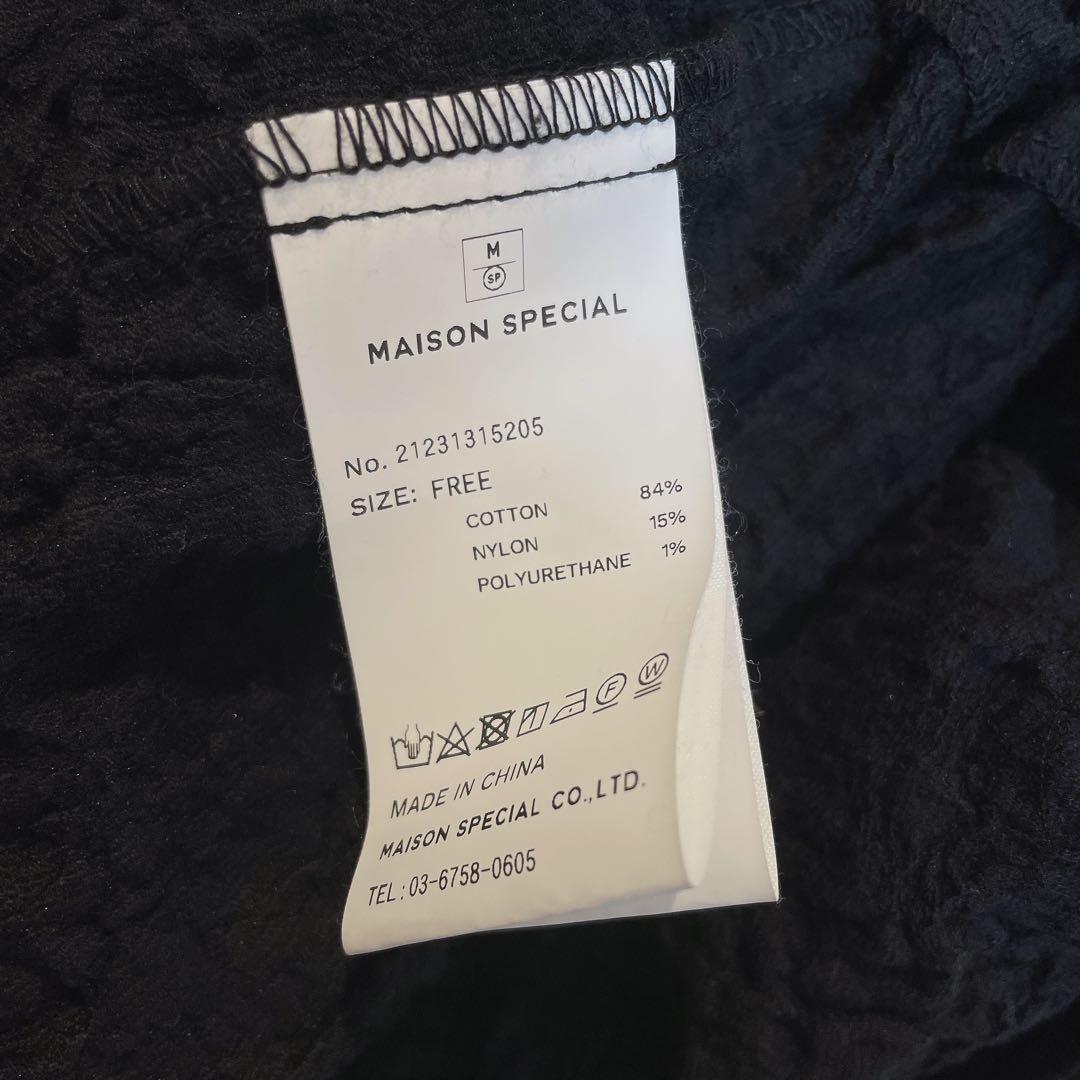 M
SP
MAISON SPECIAL
No. 21231315205
SIZE: FREE
COTTON 84%
NYLON 15%
POLYURETHANE 1%
F W
MADE IN CHINA
MAISON SPECIAL CO.,LTD.
TEL:03-6758-0605